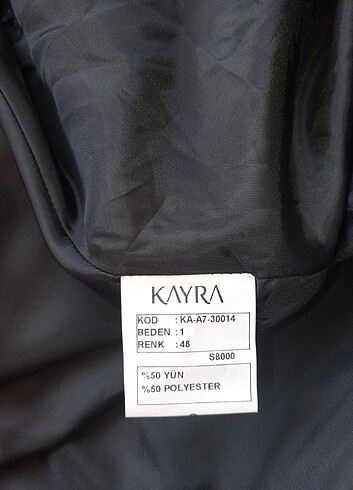 KAYRA
KOD : KA-A7-30014
BEDEN : 1
RENK : 48
S8000
%50 YÜN
%50 POLYESTER